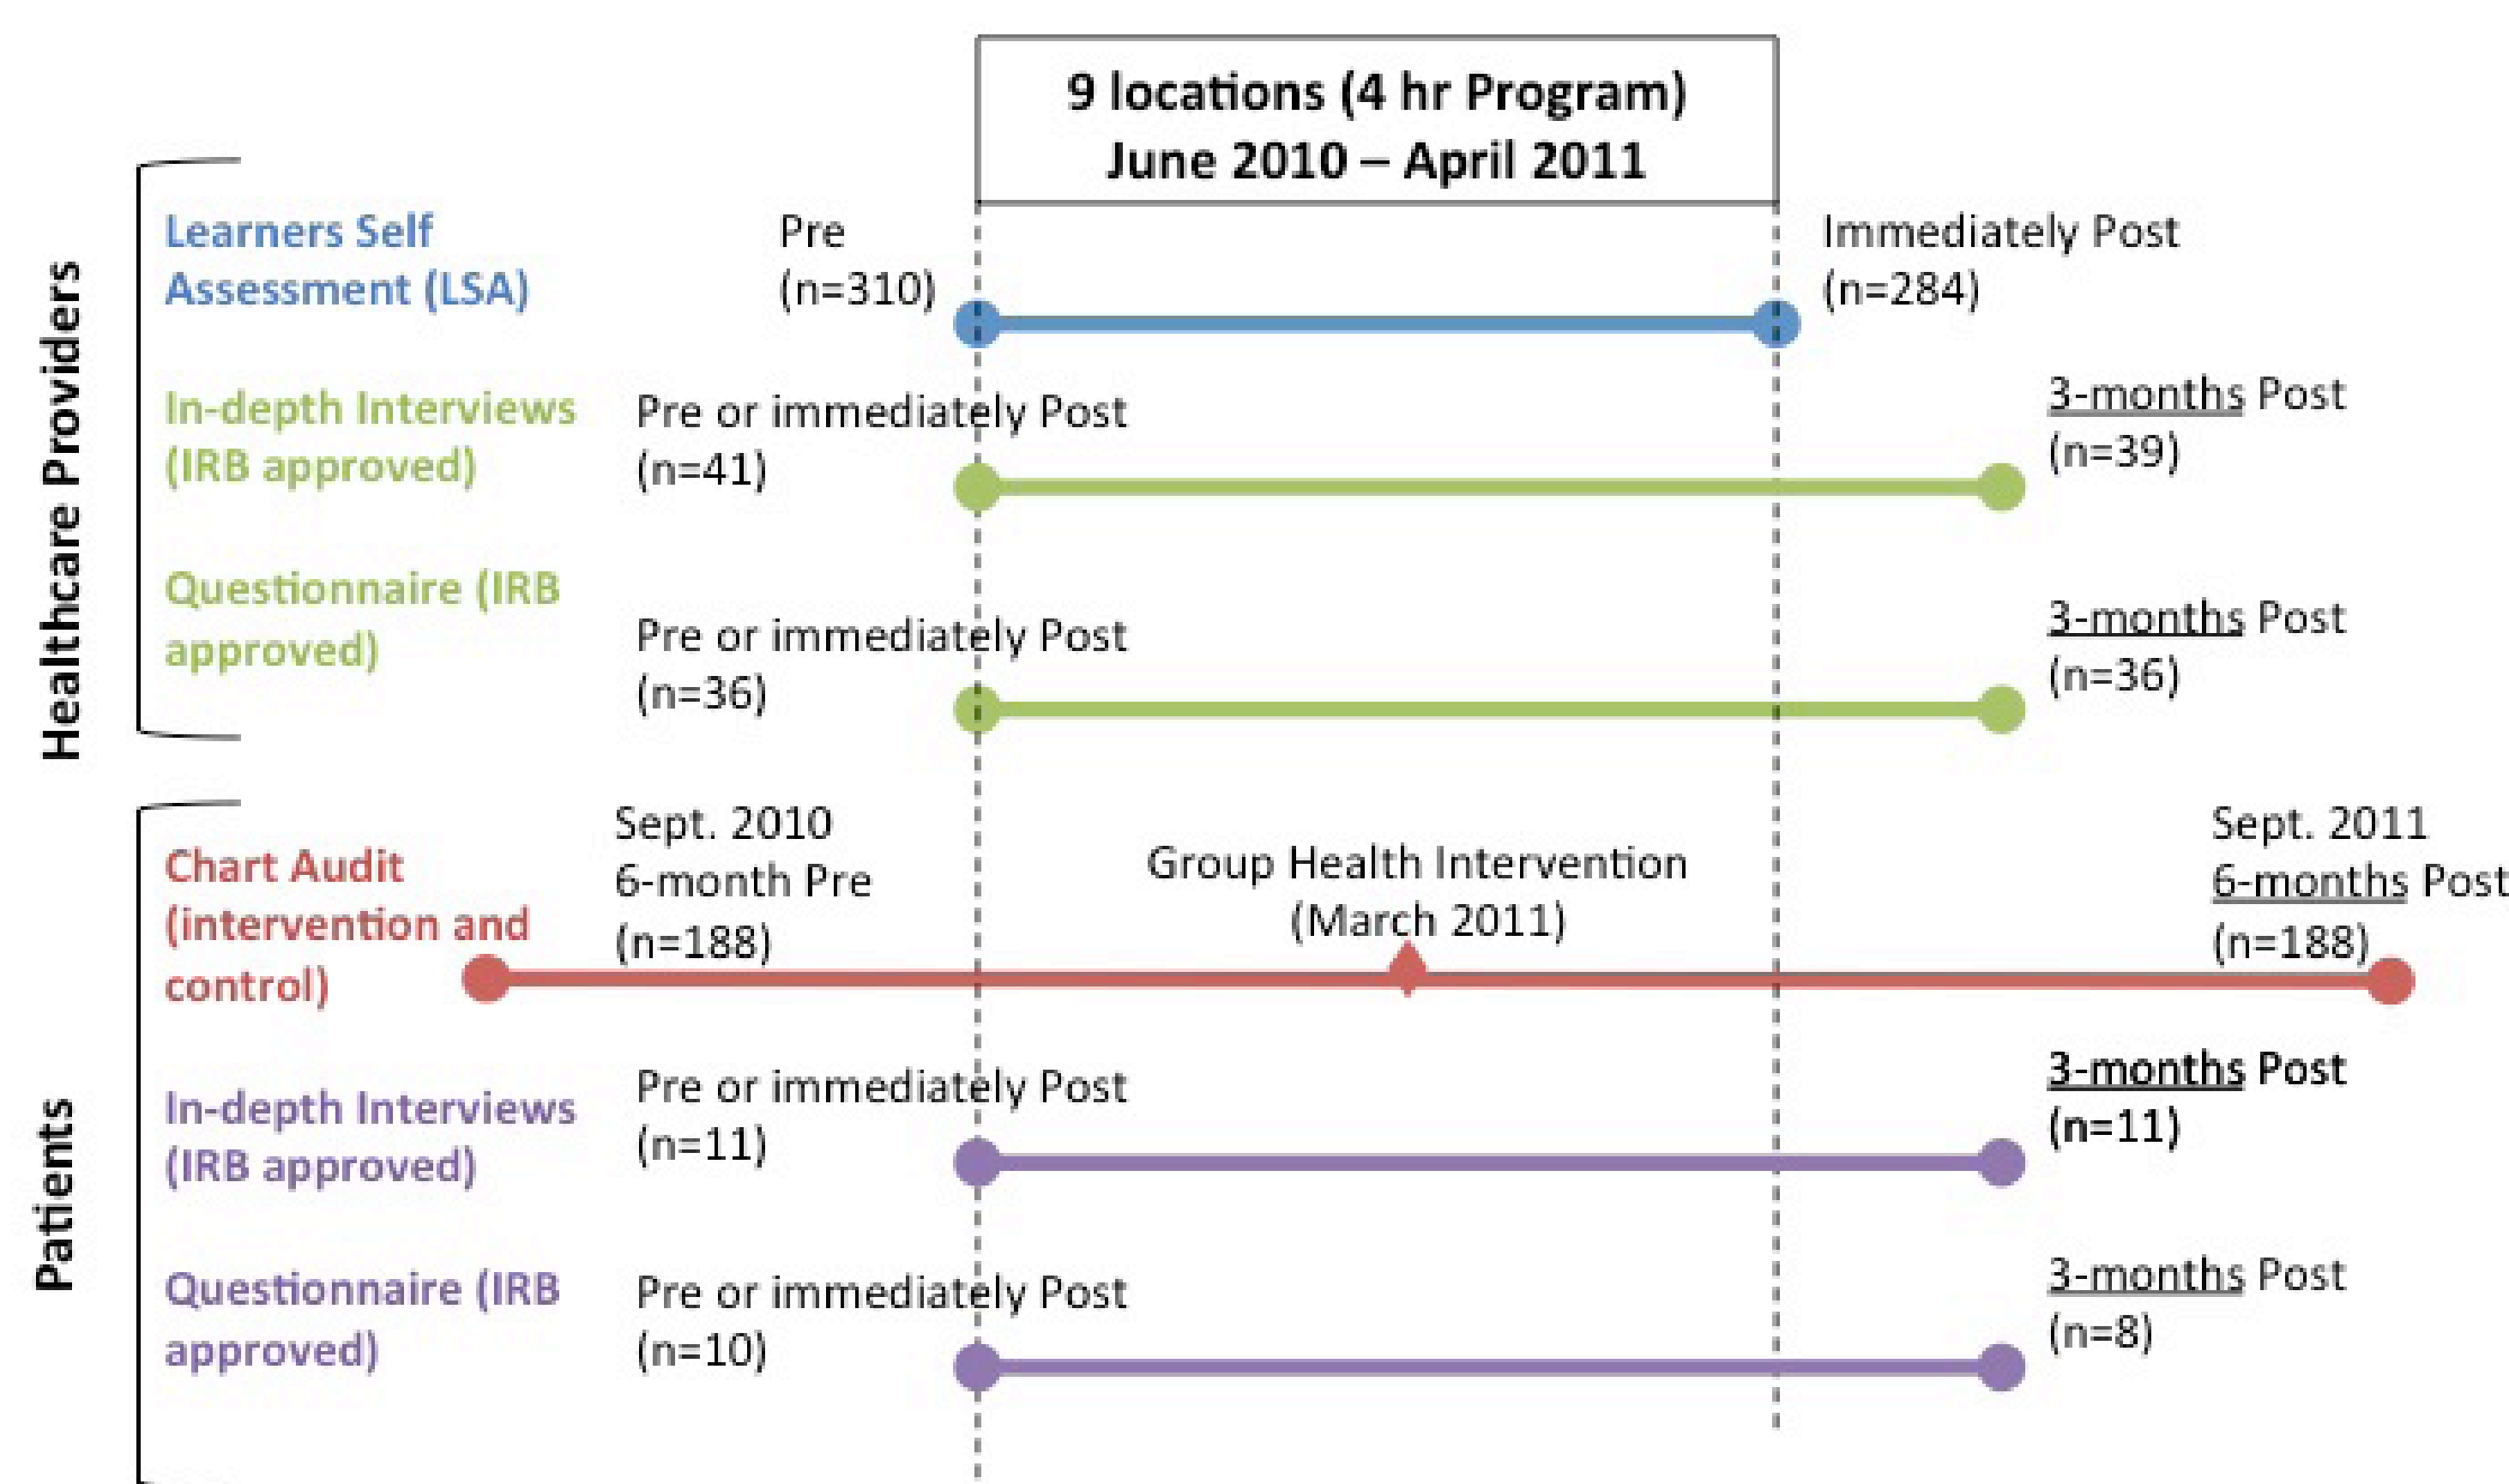 9 locations (4 hr Program)
June 2010 – April 2011
Healthcare Providers
Learners Self
Assessment (LSA)
Pre
(n=310)
Immediately Post
(n=284)
In-depth Interviews
(IRB approved)
Pre or immediately Post
(n=41)
3-months Post
(n=39)
Questionnaire (IRB
approved)
Pre or immediately Post
(n=36)
3-months Post
(n=36)
Patients
Chart Audit
(intervention and
control)
Sept. 2010
6-month Pre
(n=188)
Group Health Intervention
(March 2011)
Sept. 2011
6-months Post
(n=188)
In-depth Interviews
(IRB approved)
Pre or immediately Post
(n=11)
3-months Post
(n=11)
Questionnaire (IRB
approved)
Pre or immediately Post
(n=10)
3-months Post
(n=8)